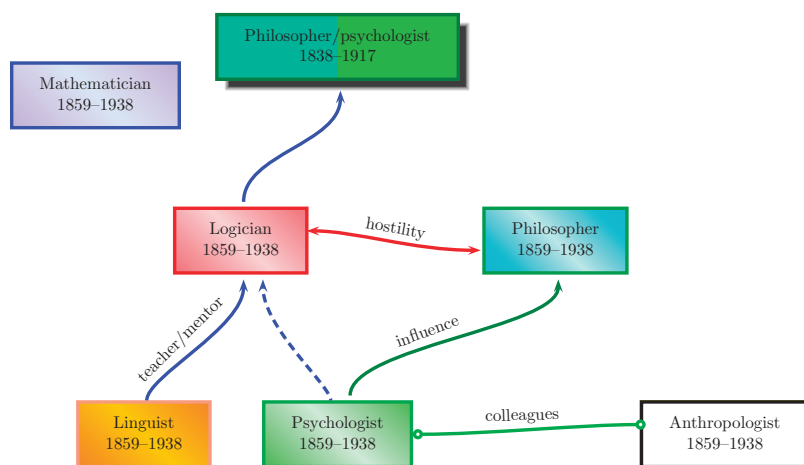 Philosopher/psychologist
1838–1917
Mathematician
1859–1938
Logician
1859–1938
hostility
Philosopher
1859–1938
teacher/mentor
influence
Linguist
1859–1938
Psychologist
1859–1938
colleagues
Anthropologist
1859–1938